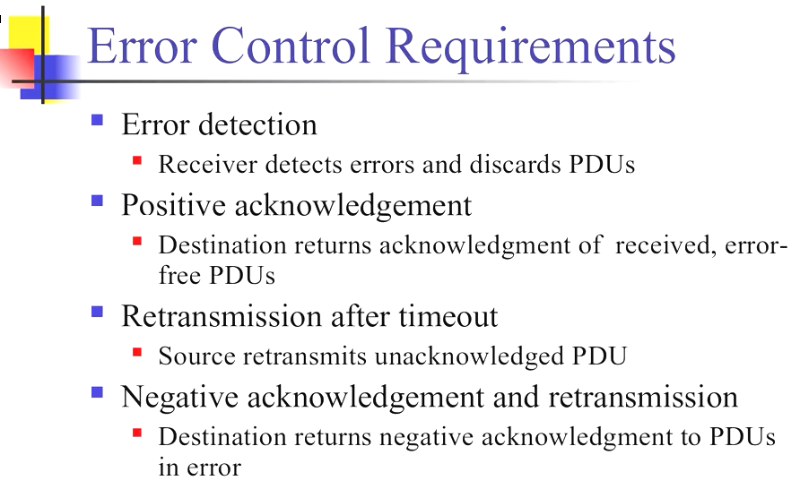 Error Control Requirements
Error detection
Receiver detects errors and discards PDUs
Positive acknowledgement
Destination returns acknowledgment of received, error-
free PDUs
Retransmission after timeout
Source retransmits unacknowledged PDU
Negative acknowledgement and retransmission
Destination returns negative acknowledgment to PDUs
in error